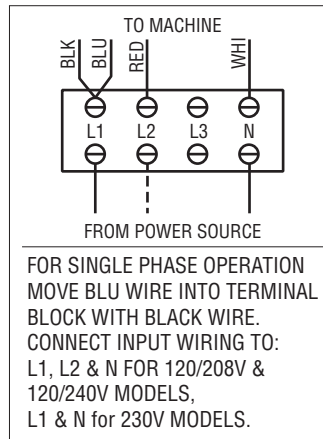 TO MACHINE
BLK BLU RED WHI
L1 L2 L3 N
FROM POWER SOURCE
FOR SINGLE PHASE OPERATION
MOVE BLU WIRE INTO TERMINAL
BLOCK WITH BLACK WIRE.
CONNECT INPUT WIRING TO:
L1, L2 & N FOR 120/208V &
120/240V MODELS,
L1 & N for 230V MODELS.